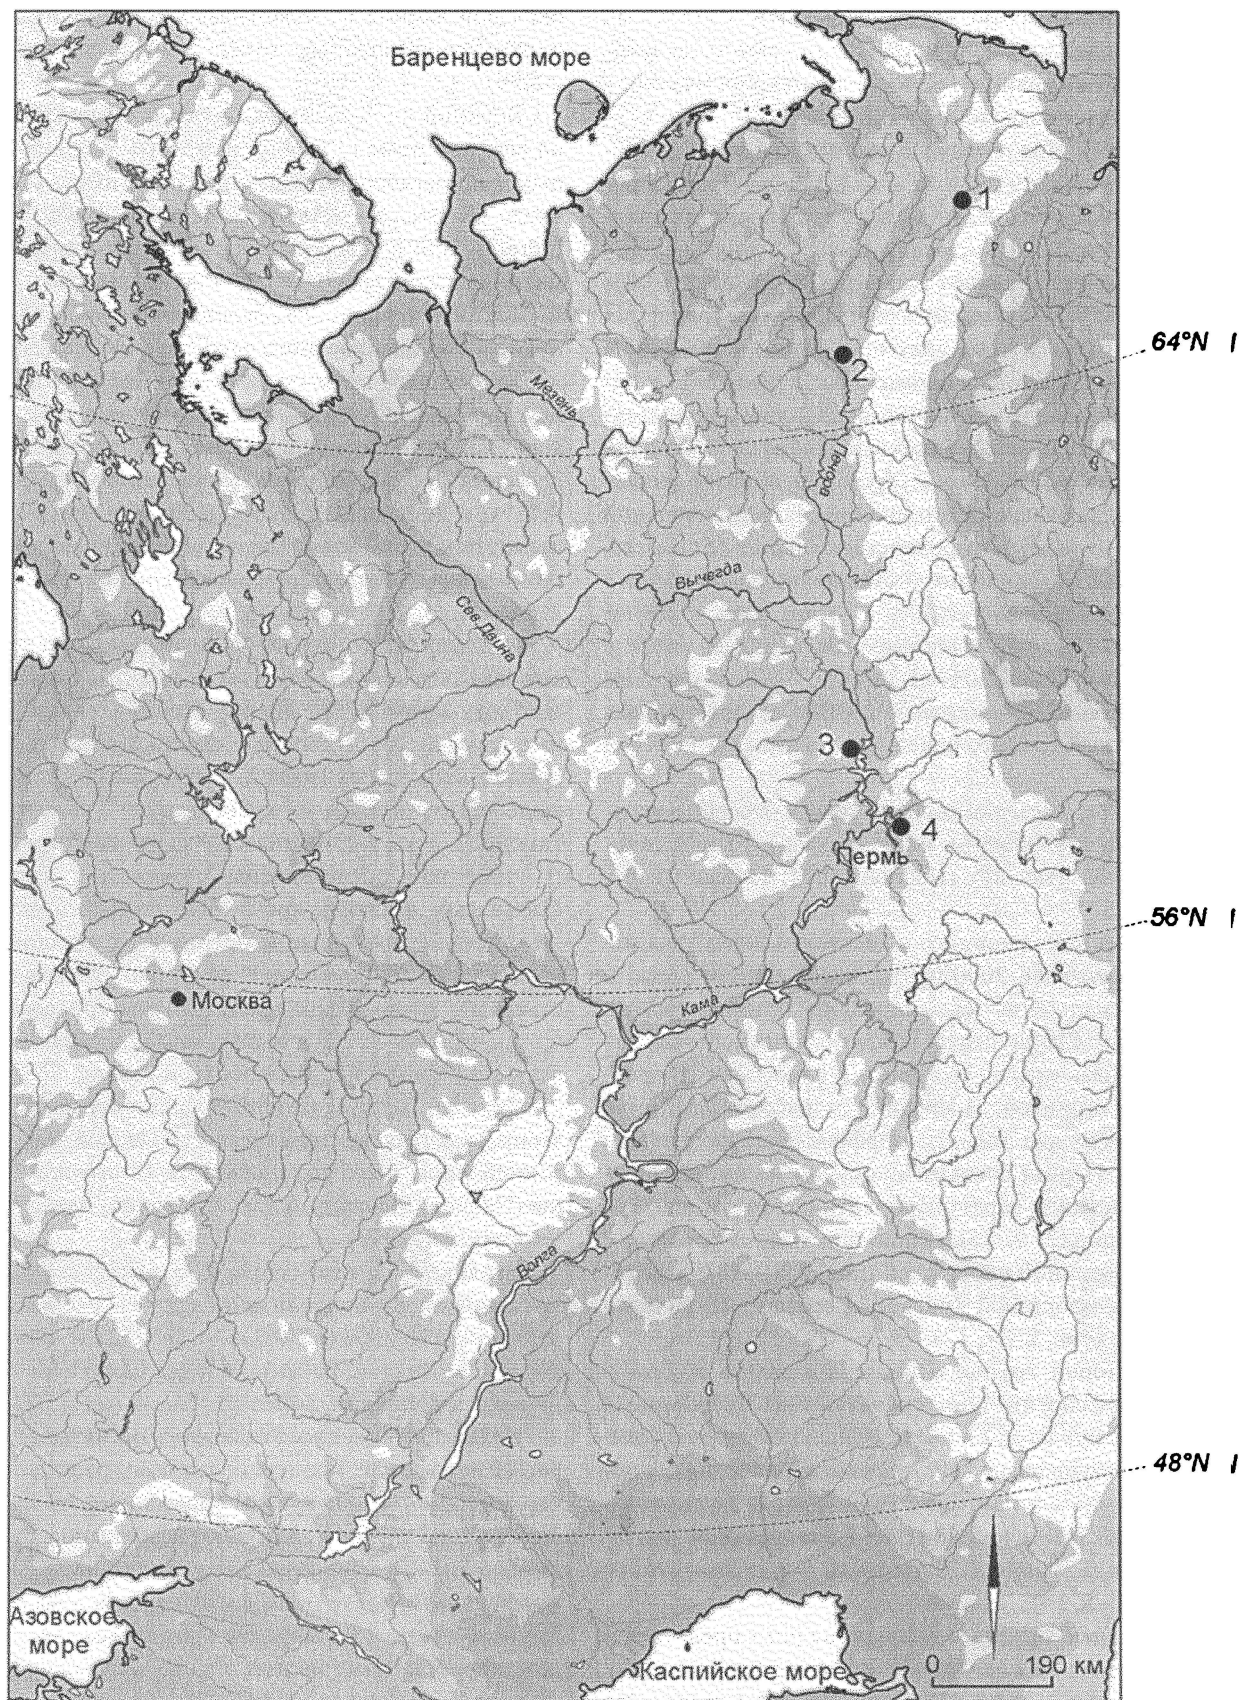 Баренцево море
1
64°N
2
Мезень
Печора
Вычегда
Сев.Двина
3
4
Пермь
56°N
Москва
Кама
Волга
48°N
Азовское
море
Каспийское море
0 190 км